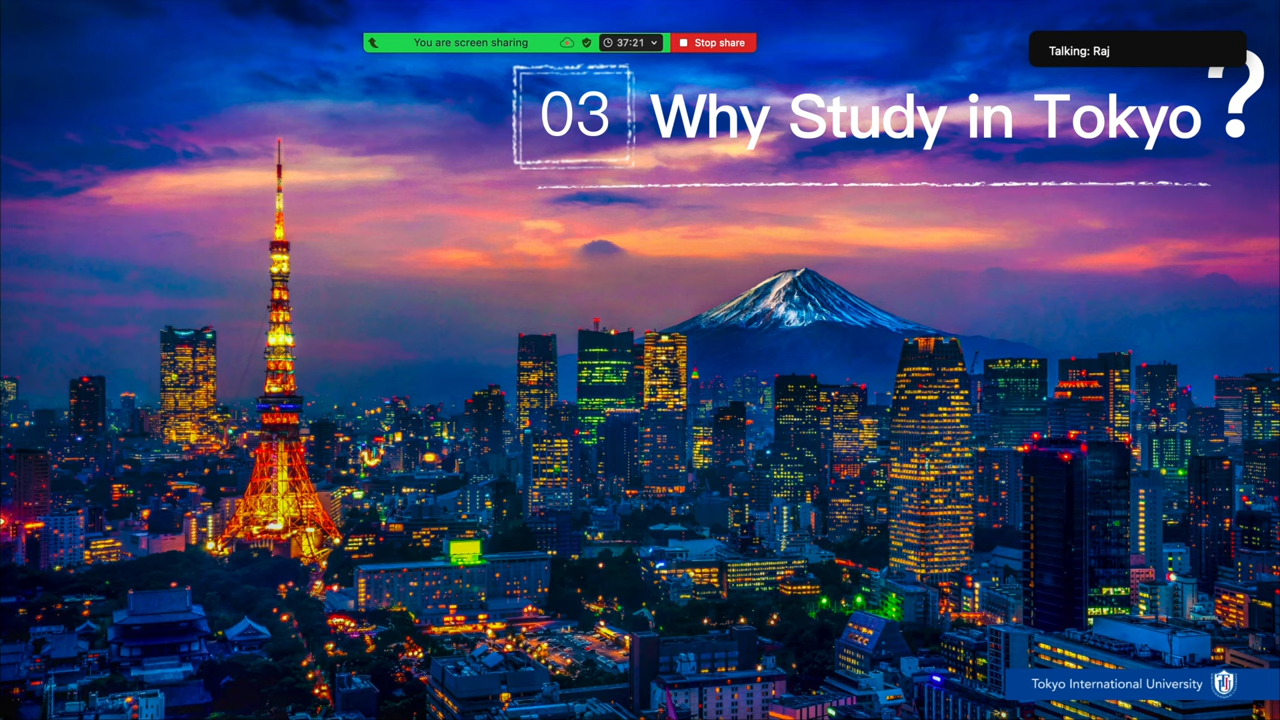 You are screen sharing
37:21
Stop share
Talking: Raj
03
Why Study in Tokyo?
Tokyo International University